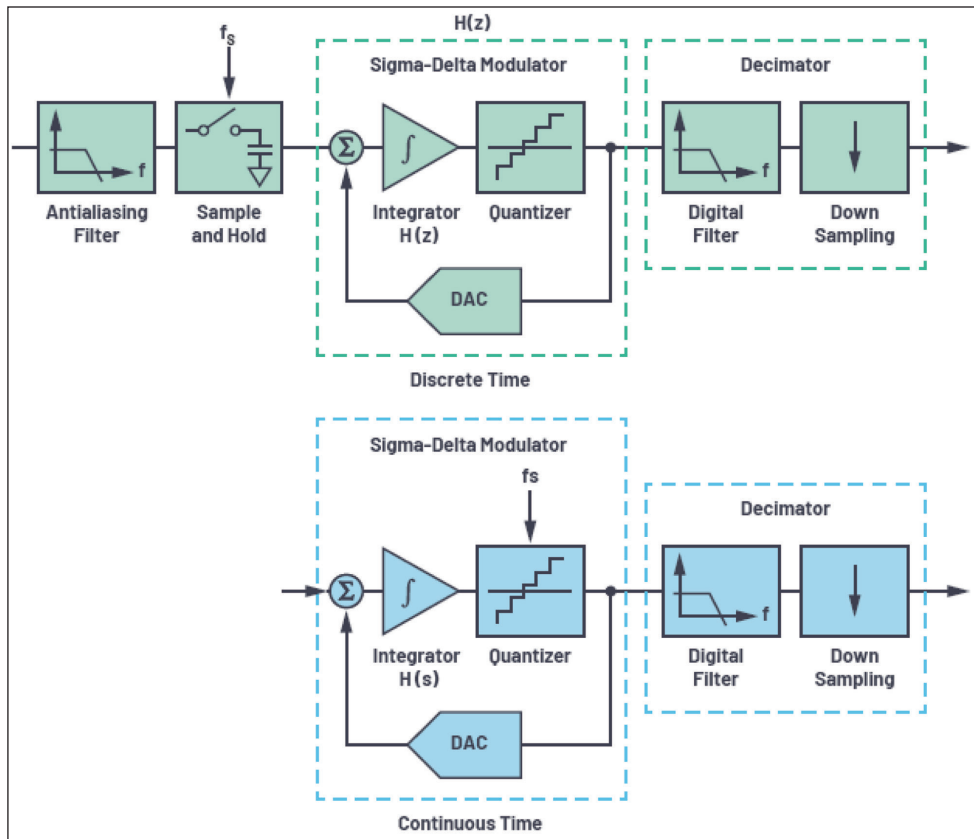 H(z)
f_S
Sigma-Delta Modulator
Decimator
Σ
∫
f
f
Antialiasing
Filter
Sample
and Hold
Integrator
H(z)
Quantizer
Digital
Filter
Down
Sampling
DAC
Discrete Time
Sigma-Delta Modulator
fs
Decimator
Σ
∫
f
Integrator
H(s)
Quantizer
Digital
Filter
Down
Sampling
DAC
Continuous Time